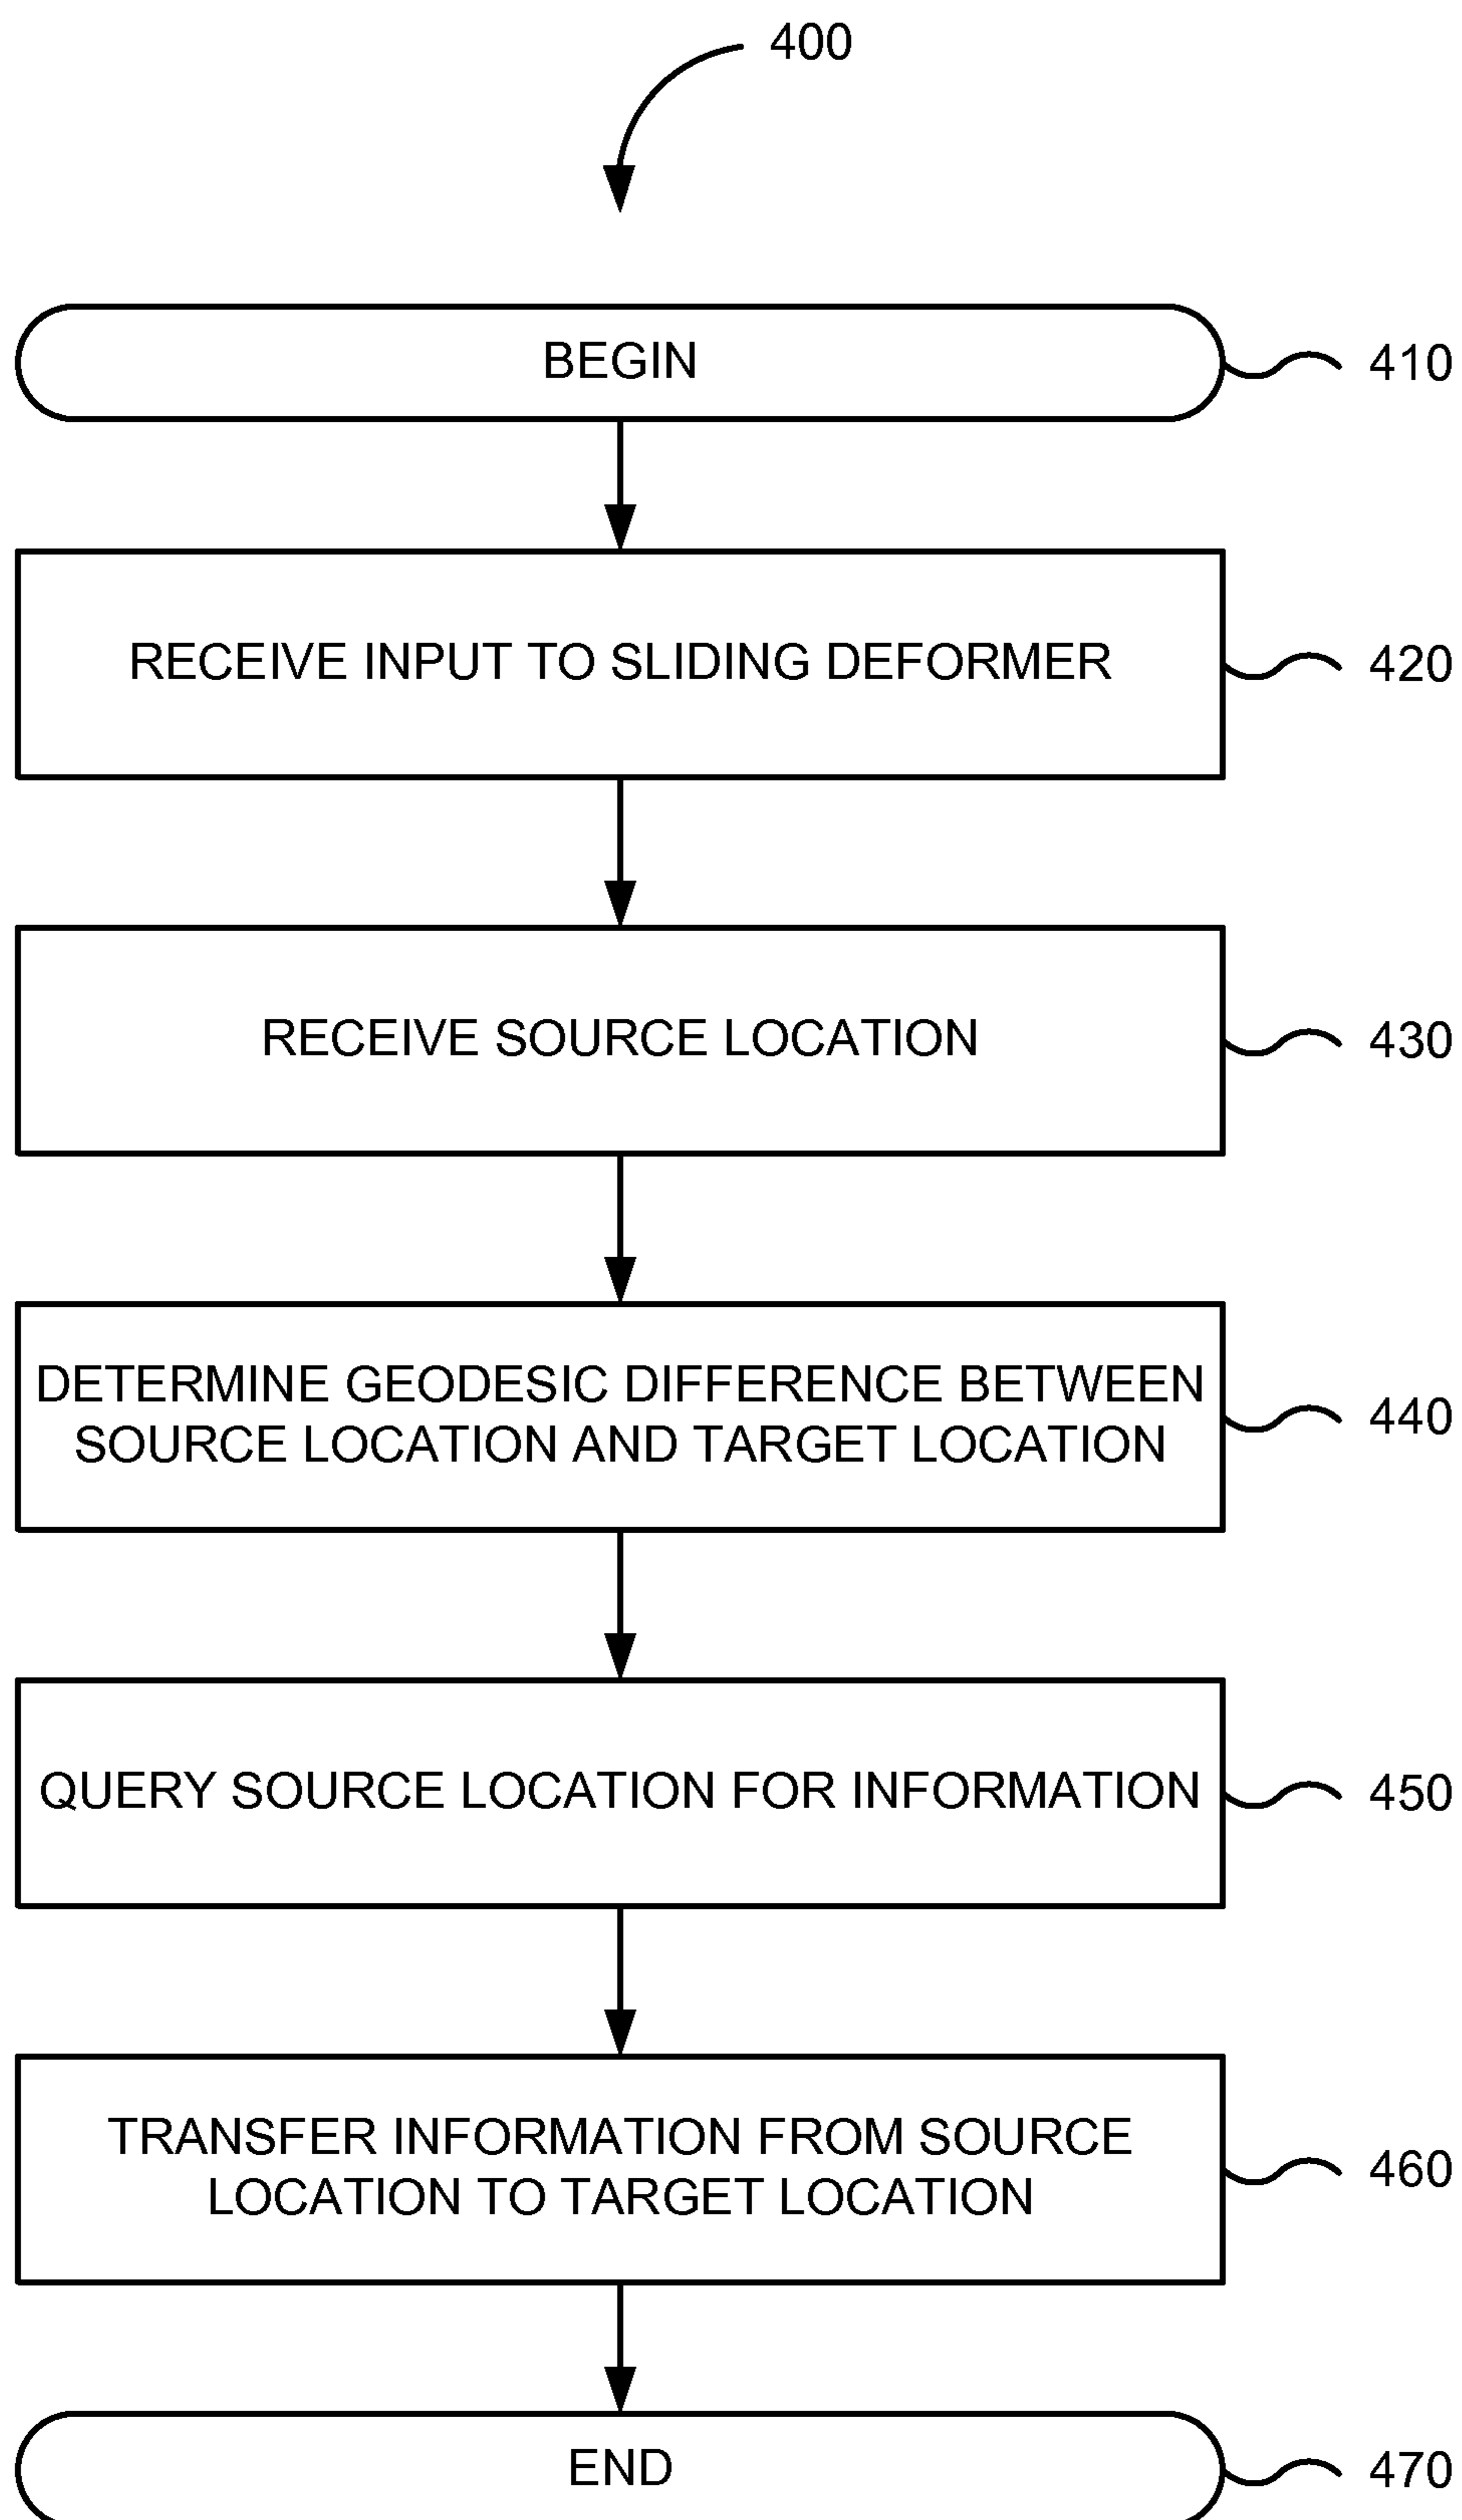 400
BEGIN
410
RECEIVE INPUT TO SLIDING DEFORMER
420
RECEIVE SOURCE LOCATION
430
DETERMINE GEODESIC DIFFERENCE BETWEEN
SOURCE LOCATION AND TARGET LOCATION
440
QUERY SOURCE LOCATION FOR INFORMATION
450
TRANSFER INFORMATION FROM SOURCE
LOCATION TO TARGET LOCATION
460
END
470